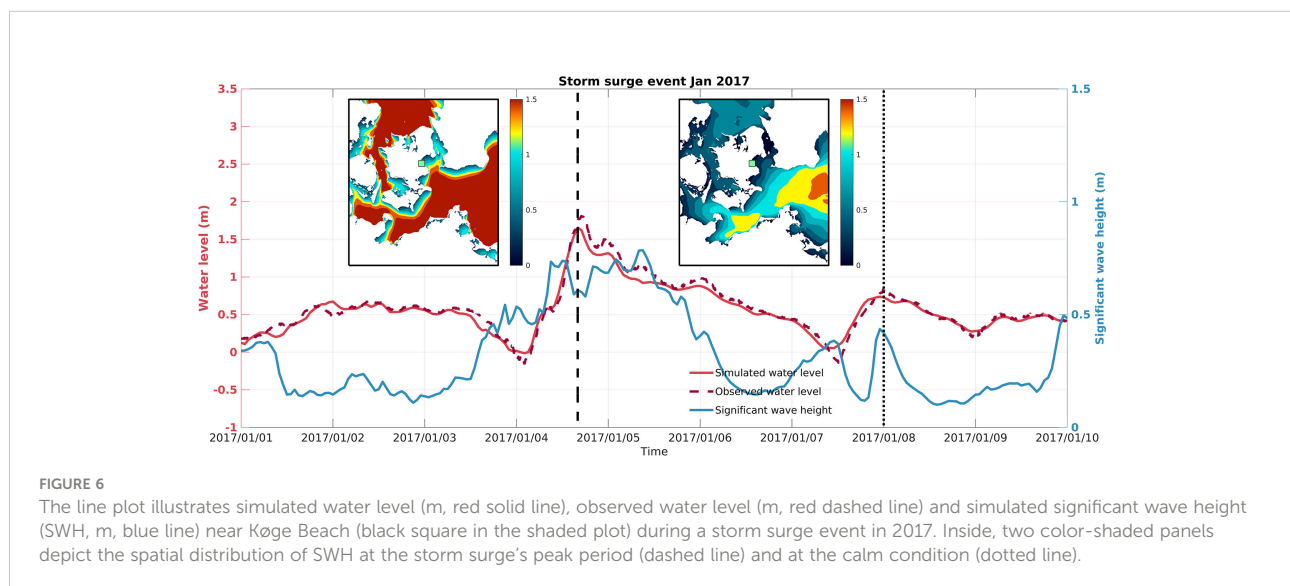 Storm surge event Jan 2017
3.5
3
2.5
2
1.5
1
0.5
0
-0.5
-1
Water level (m)
1.5
1
0.5
0
1.5
1
0.5
0
1.5
1
0.5
0
Significant wave height (m)
Simulated water level
Observed water level
Significant wave height
2017/01/01 2017/01/02 2017/01/03 2017/01/04 2017/01/05 2017/01/06 2017/01/07 2017/01/08 2017/01/09 2017/01/10
Time
FIGURE 6
The line plot illustrates simulated water level (m, red solid line), observed water level (m, red dashed line) and simulated significant wave height
(SWH, m, blue line) near Køge Beach (black square in the shaded plot) during a storm surge event in 2017. Inside, two color-shaded panels
depict the spatial distribution of SWH at the storm surge's peak period (dashed line) and at the calm condition (dotted line).